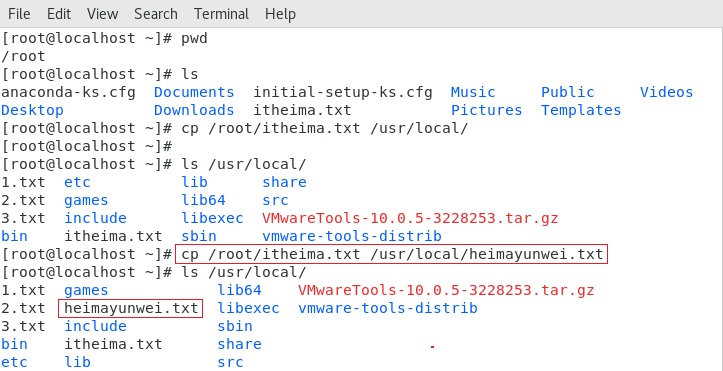 File Edit View Search Terminal Help
[root@localhost ~]# pwd
/root
[root@localhost ~]# ls
anaconda-ks.cfg  Documents  initial-setup-ks.cfg  Music     Public     Videos
Desktop          Downloads  itheima.txt           Pictures  Templates
[root@localhost ~]# cp /root/itheima.txt /usr/local/
[root@localhost ~]#
[root@localhost ~]# ls /usr/local/
1.txt  etc          lib      share
2.txt  games        lib64    src
3.txt  include      libexec  VMwareTools-10.0.5-3228253.tar.gz
bin    itheima.txt  sbin     vmware-tools-distrib
[root@localhost ~]# cp /root/itheima.txt /usr/local/heimayunwei.txt
[root@localhost ~]# ls /usr/local/
1.txt  games            lib64    VMwareTools-10.0.5-3228253.tar.gz
2.txt  heimayunwei.txt  libexec  vmware-tools-distrib
3.txt  include          sbin
bin    itheima.txt      share
etc    lib              src